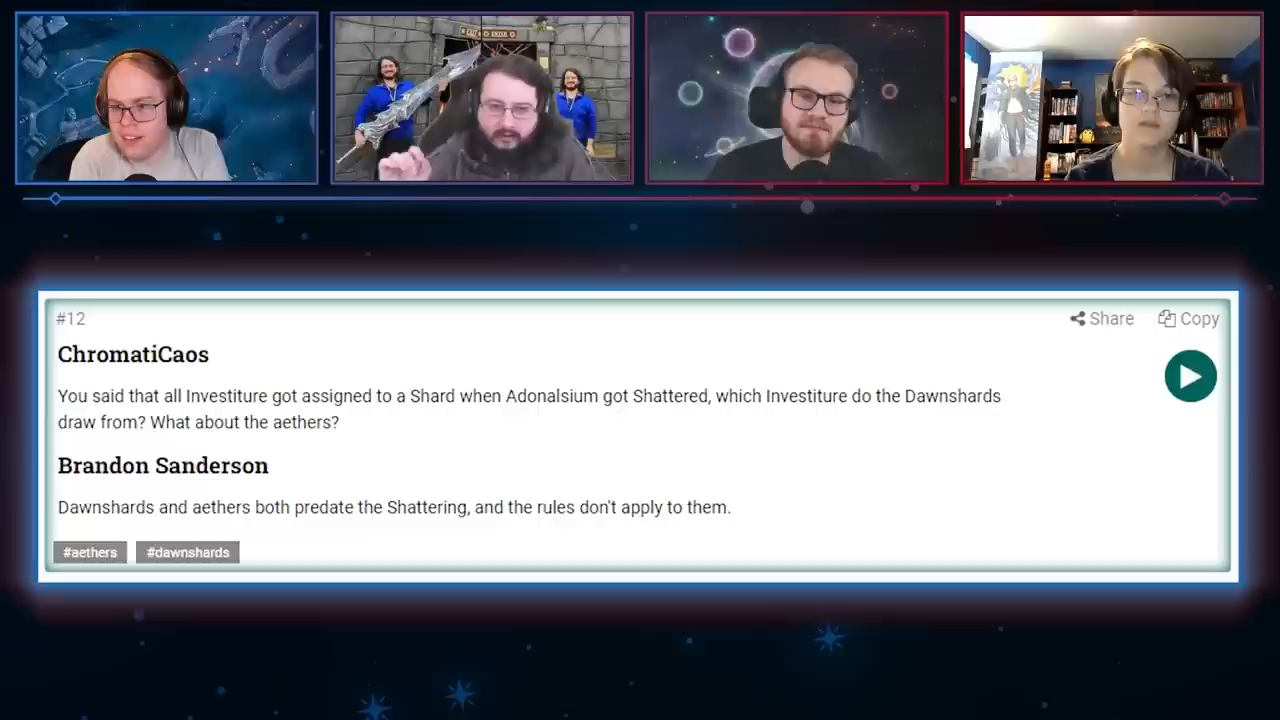 EXIT ENTER
#12
Share Copy
ChromatiCaos
You said that all Investiture got assigned to a Shard when Adonalsium got Shattered, which Investiture do the Dawnshards
draw from? What about the aethers?
Brandon Sanderson
Dawnshards and aethers both predate the Shattering, and the rules don't apply to them.
#aethers #dawnshards